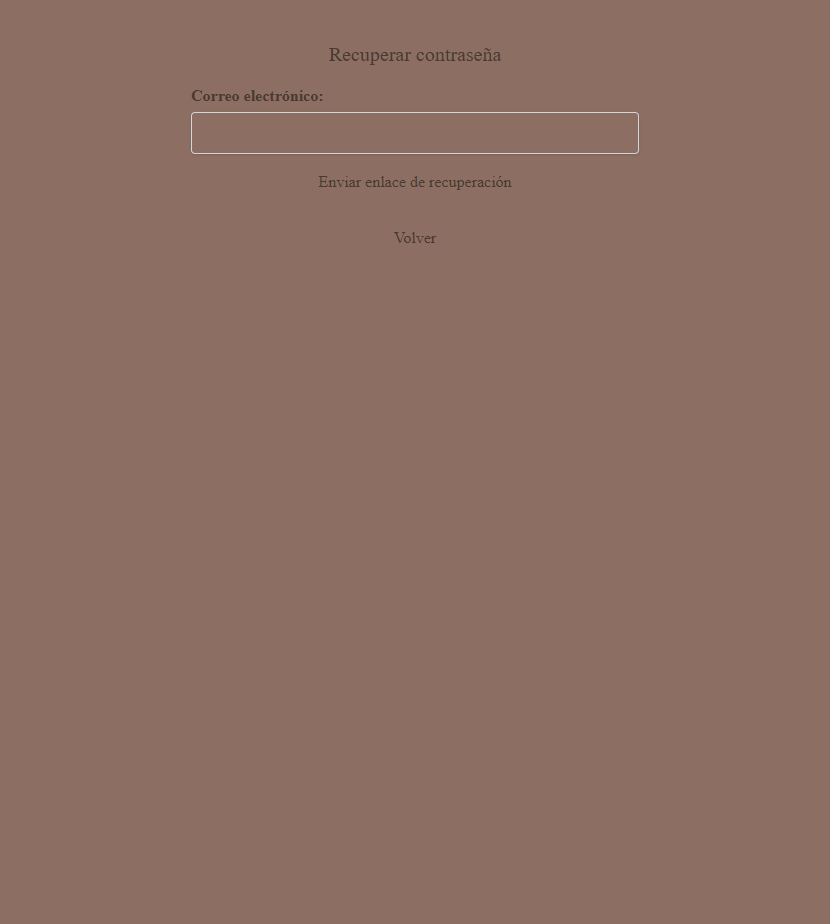 Recuperar contraseña
Correo electrónico:
Enviar enlace de recuperación
Volver